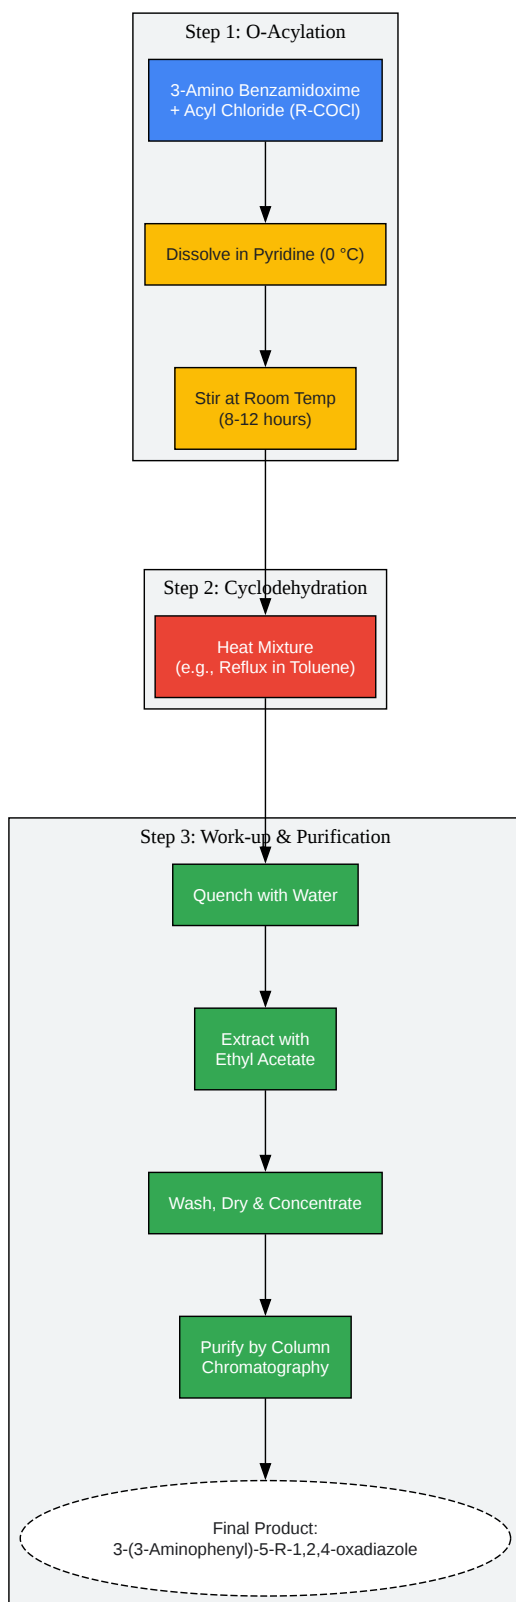 Step 1: O-Acylation
3-Amino Benzamidoxime
+ Acyl Chloride (R-COCl)
Dissolve in Pyridine (0 °C)
Stir at Room Temp
(8-12 hours)
Step 2: Cyclodehydration
Heat Mixture
(e.g., Reflux in Toluene)
Step 3: Work-up & Purification
Quench with Water
Extract with
Ethyl Acetate
Wash, Dry & Concentrate
Purify by Column
Chromatography
Final Product:
3-(3-Aminophenyl)-5-R-1,2,4-oxadiazole